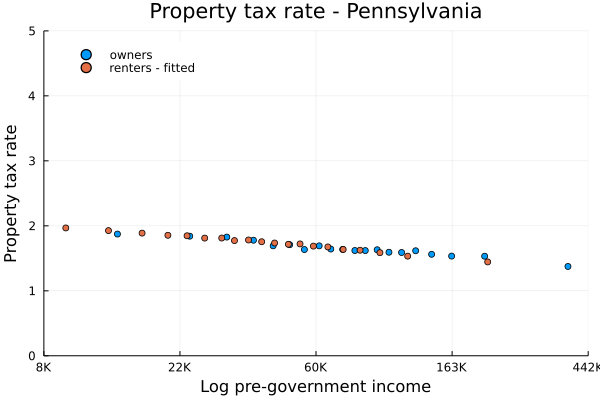 Property tax rate - Pennsylvania
owners
renters - fitted
Property tax rate
5
4
3
2
1
0
8K 22K 60K 163K 442K
Log pre-government income